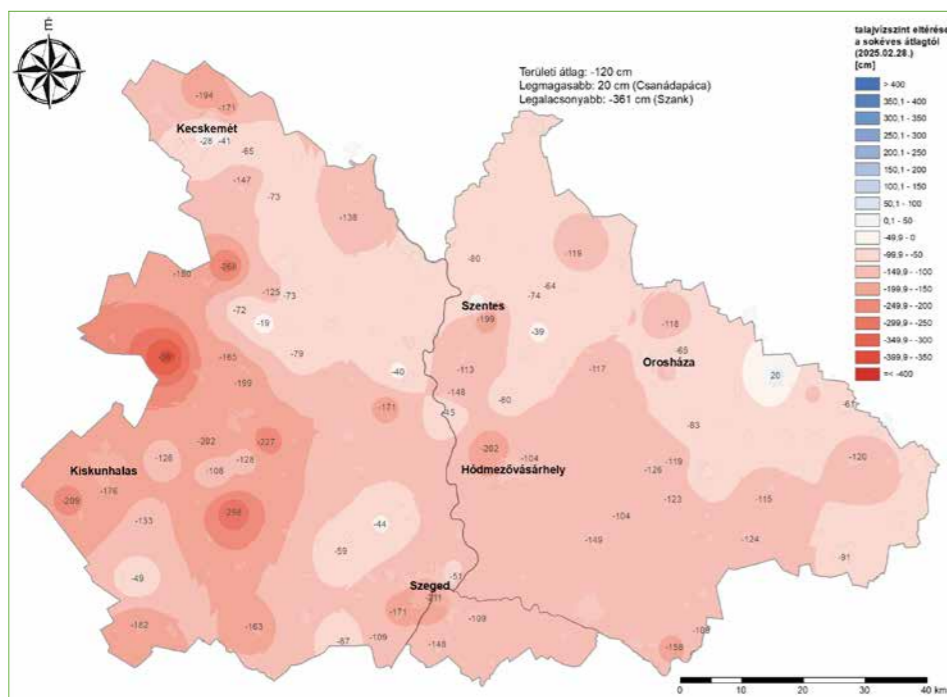 É
talajvízszint eltérése
a sokéves átlagtól
(2025.02.28.)
[cm]
> 400
350,1 - 400
300,1 - 350
250,1 - 300
200,1 - 250
150,1 - 200
100,1 - 150
50,1 - 100
0,1 - 50
-49,9 - 0
-99,9 - -50
-149,9 - -100
-199,9 - -150
-249,9 - -200
-299,9 - -250
-349,9 - -300
-399,9 - -350
=< -400
Területi átlag: -120 cm
Legmagasabb: 20 cm (Csanádapáca)
Legalacsonyabb: -361 cm (Szank)
-194
-171
Kecskemét
-28 -41
-65
-147
-73
-138
-119
-80
-268
-125 -73
-64
-74
-72
-19
Szentes
-199
-39
-118
-65
Orosháza
-79
-165
-199
-40
-113
-117
20
-148
-171
-80
-61
-83
-202
-227
-262
-104
Kiskunhalas
-128
-128
-108
Hódmezővásárhely
-119
-126
-120
-176
-123
-115
-298
-133
-44
-104
-59
-149
-124
-91
-49
-51
Szeged
-211
-171
-109
-182
-163
-87
-109
-148
-158
0 10 20 30 40 km